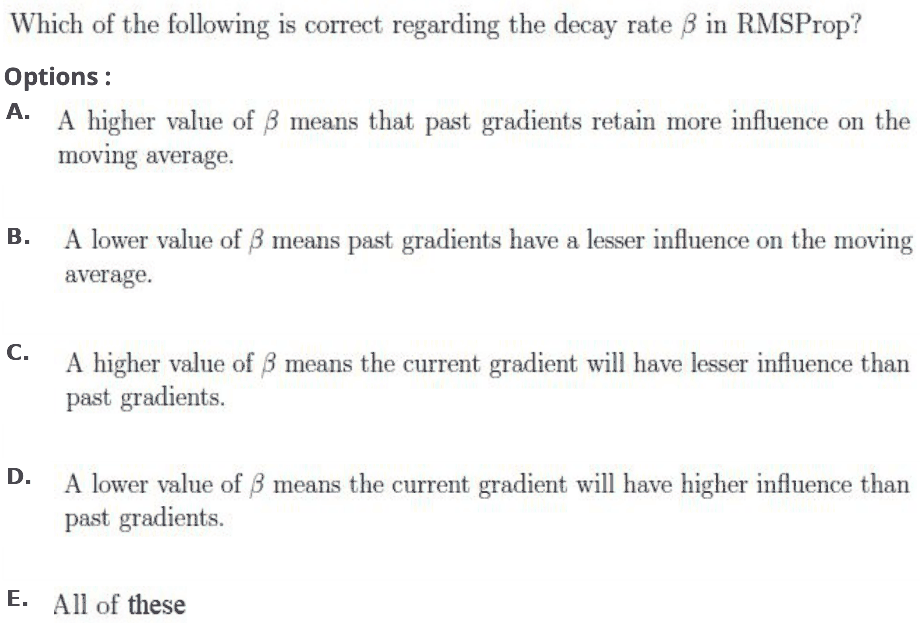 Which of the following is correct regarding the decay rate β in RMSProp?
Options :
A. A higher value of β means that past gradients retain more influence on the
moving average.
B. A lower value of β means past gradients have a lesser influence on the moving
average.
C. A higher value of β means the current gradient will have lesser influence than
past gradients.
D. A lower value of β means the current gradient will have higher influence than
past gradients.
E. All of these